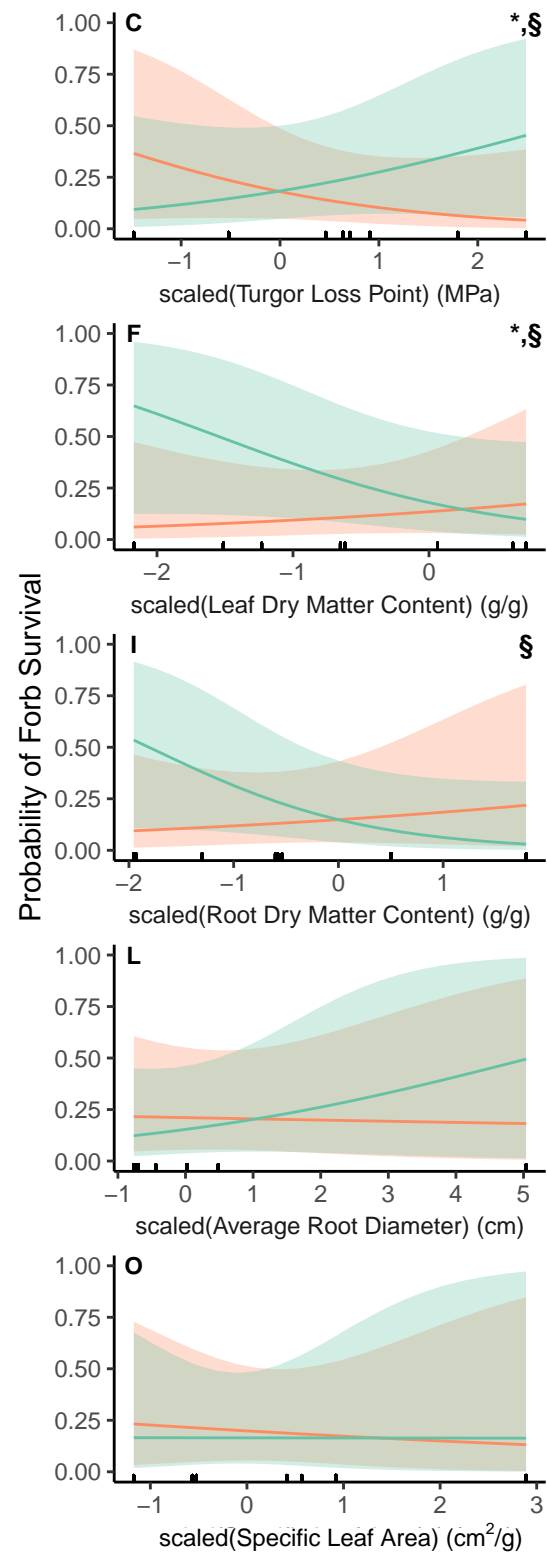 Probability of Forb Survival
C *,§
1.00
0.75
0.50
0.25
0.00
−1 0 1 2
scaled(Turgor Loss Point) (MPa)
F *,§
1.00
0.75
0.50
0.25
0.00
−2 −1 0
scaled(Leaf Dry Matter Content) (g/g)
I §
1.00
0.75
0.50
0.25
0.00
−2 −1 0 1
scaled(Root Dry Matter Content) (g/g)
L
1.00
0.75
0.50
0.25
0.00
−1 0 1 2 3 4 5
scaled(Average Root Diameter) (cm)
O
1.00
0.75
0.50
0.25
0.00
−1 0 1 2 3
scaled(Specific Leaf Area) (cm²/g)